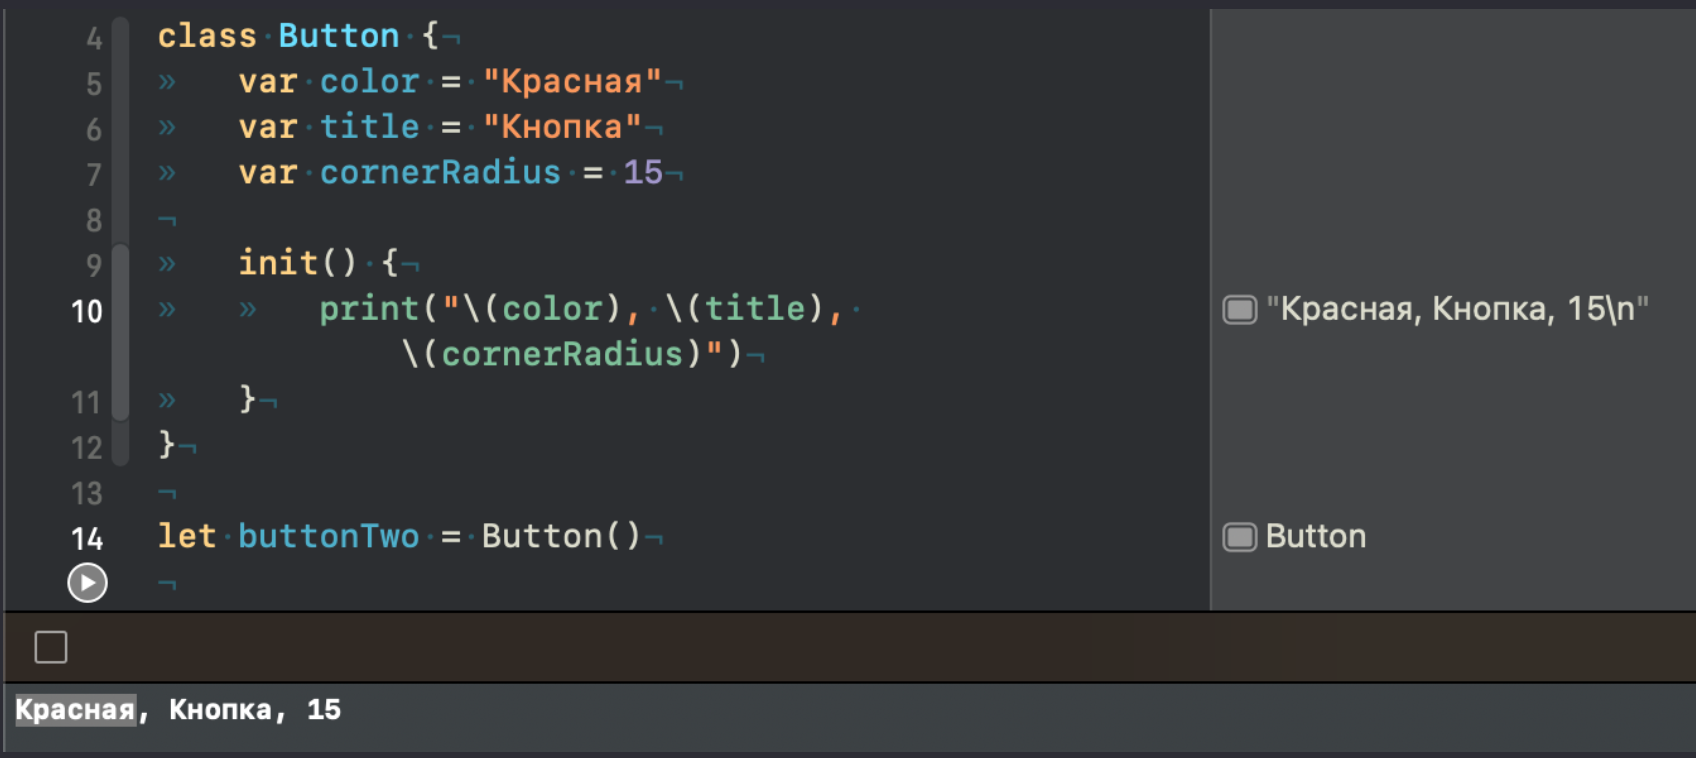 4 class Button {
5 var color = "Красная"
6 var title = "Кнопка"
7 var cornerRadius = 15
8
9 init() {
10 print("\(color), \(title), "Красная, Кнопка, 15\n"
\(cornerRadius)")
11 }
12 }
13
14 let buttonTwo = Button() Button
Красная, Кнопка, 15